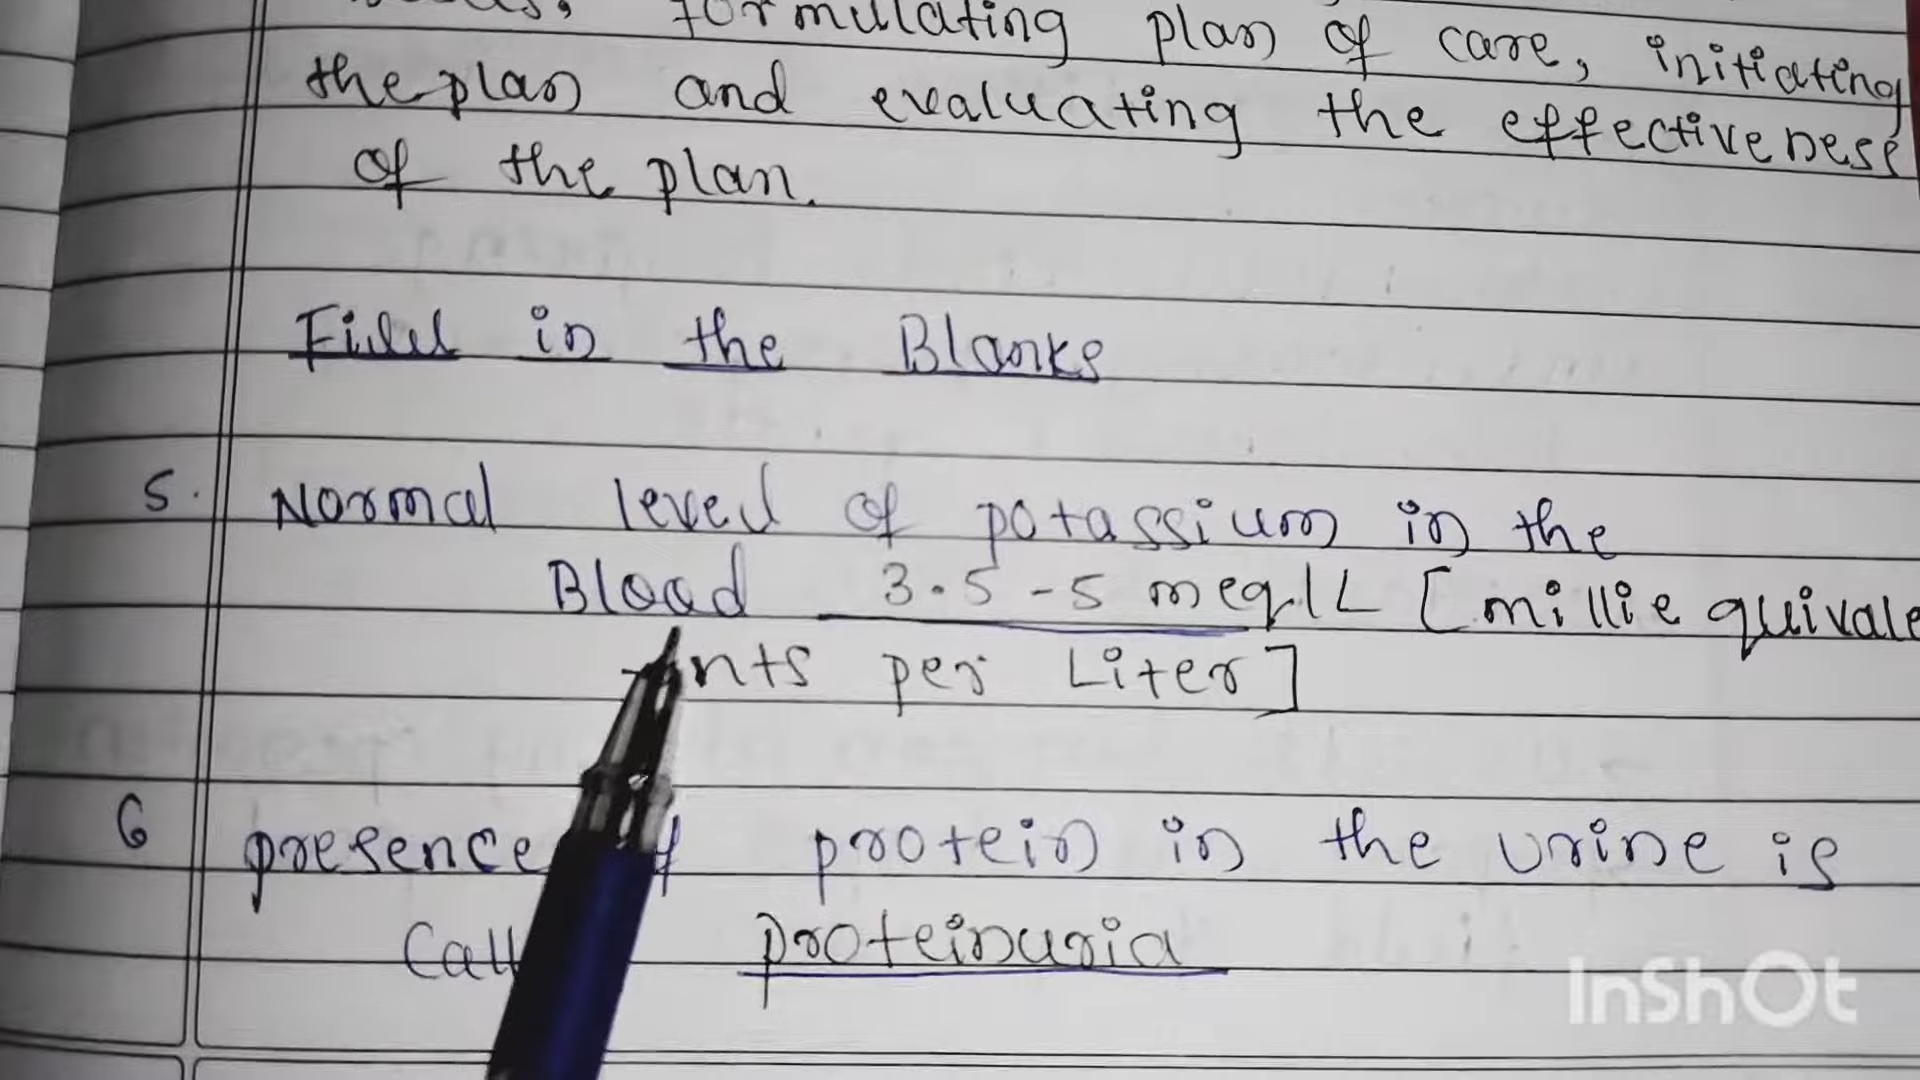 formulating plan of care, initiating
the plan and evaluating the effectiveness
of the plan.
Fill in the Blanks
5. Normal level of potassium in the
Blood 3.5-5 meq/L [millie quivale
-nts per Liter]
6 presence of protein in the urine is
Call proteinuria
InShOt